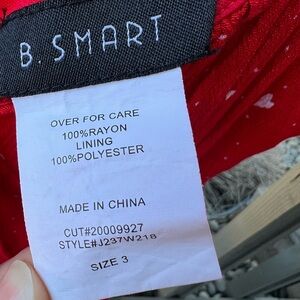 B. SMART
OVER FOR CARE
100%RAYON
LINING
100%POLYESTER
MADE IN CHINA
CUT#20009927
STYLE#J237W218
SIZE 3